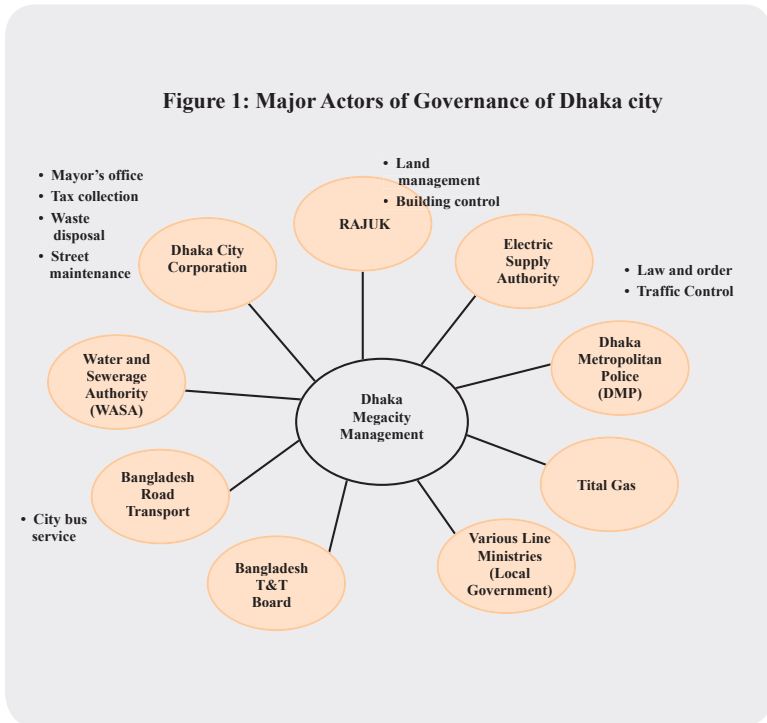 Figure 1: Major Actors of Governance of Dhaka city
• Mayor's office
• Tax collection
• Waste
disposal
• Street
maintenance
Dhaka City
Corporation
• Land
management
• Building control
RAJUK
Electric
Supply
Authority
• Law and order
• Traffic Control
Dhaka
Metropolitan
Police
(DMP)
Water and
Sewerage
Authority
(WASA)
Dhaka
Megacity
Management
Bangladesh
Road
Transport
• City bus
service
Tital Gas
Bangladesh
T&T
Board
Various Line
Ministries
(Local
Government)